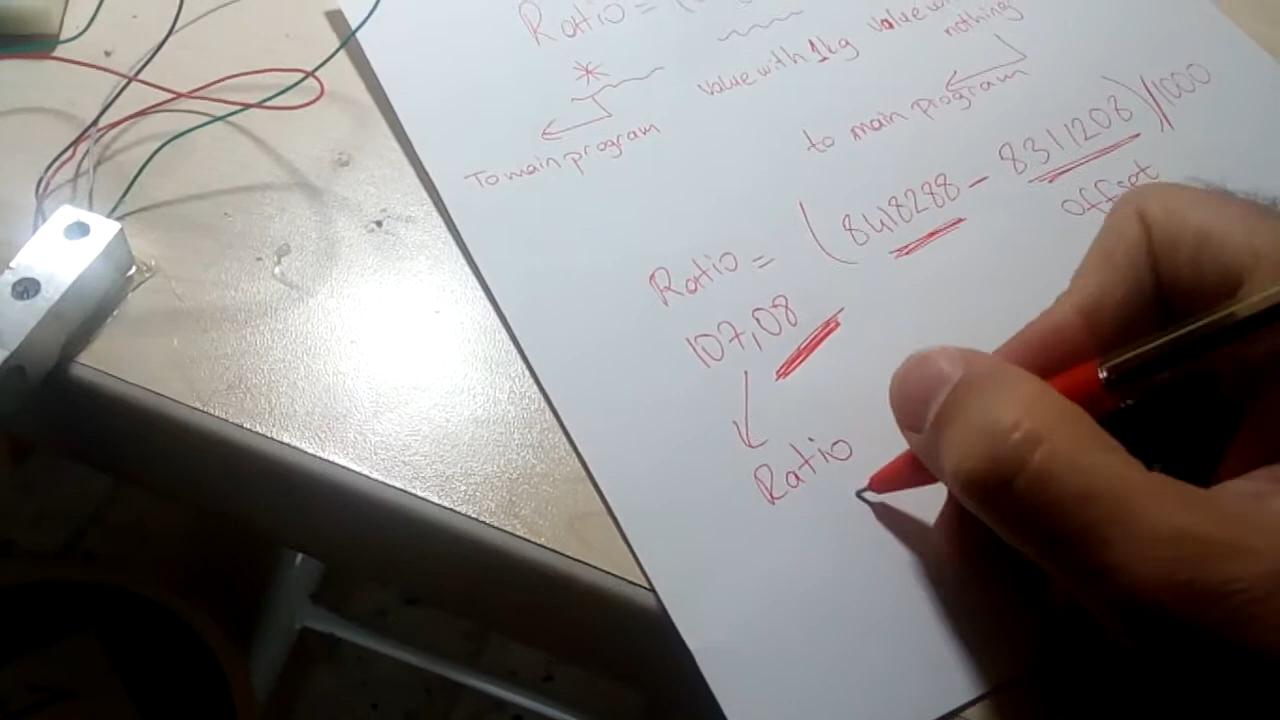 Ratio = (
value with 1kg value
nothing
*
To main program
to main program
Ratio = (8418288 - 8311208)/1000
offset
107,08
Ratio